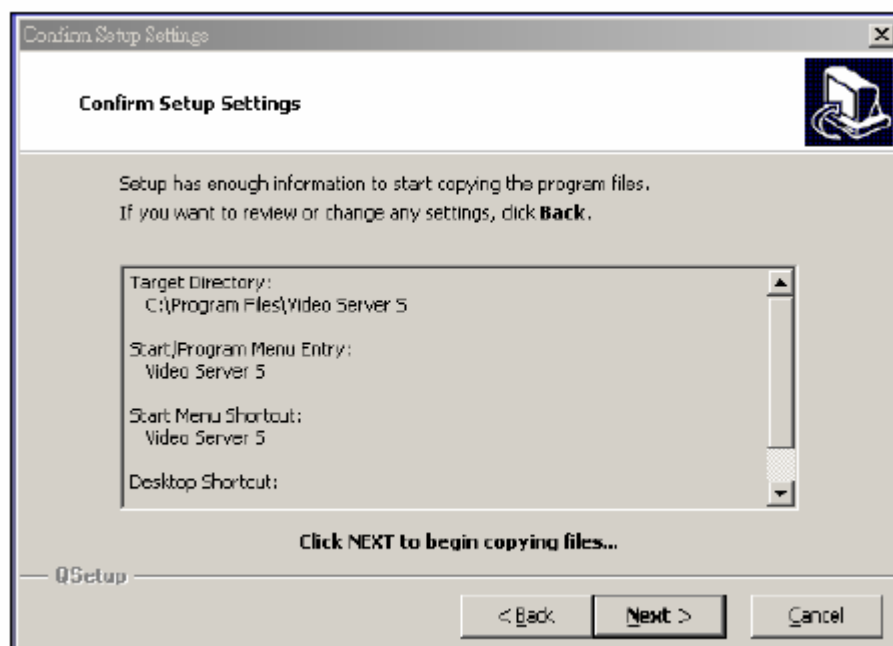 Confirm Setup Settings
Confirm Setup Settings
Setup has enough information to start copying the program files.
If you want to review or change any settings, click Back.
Target Directory:
C:\Program Files\Video Server 5
Start/Program Menu Entry:
Video Server 5
Start Menu Shortcut:
Video Server 5
Desktop Shortcut:
Click NEXT to begin copying files...
QSetup
< Back
Next >
Cancel